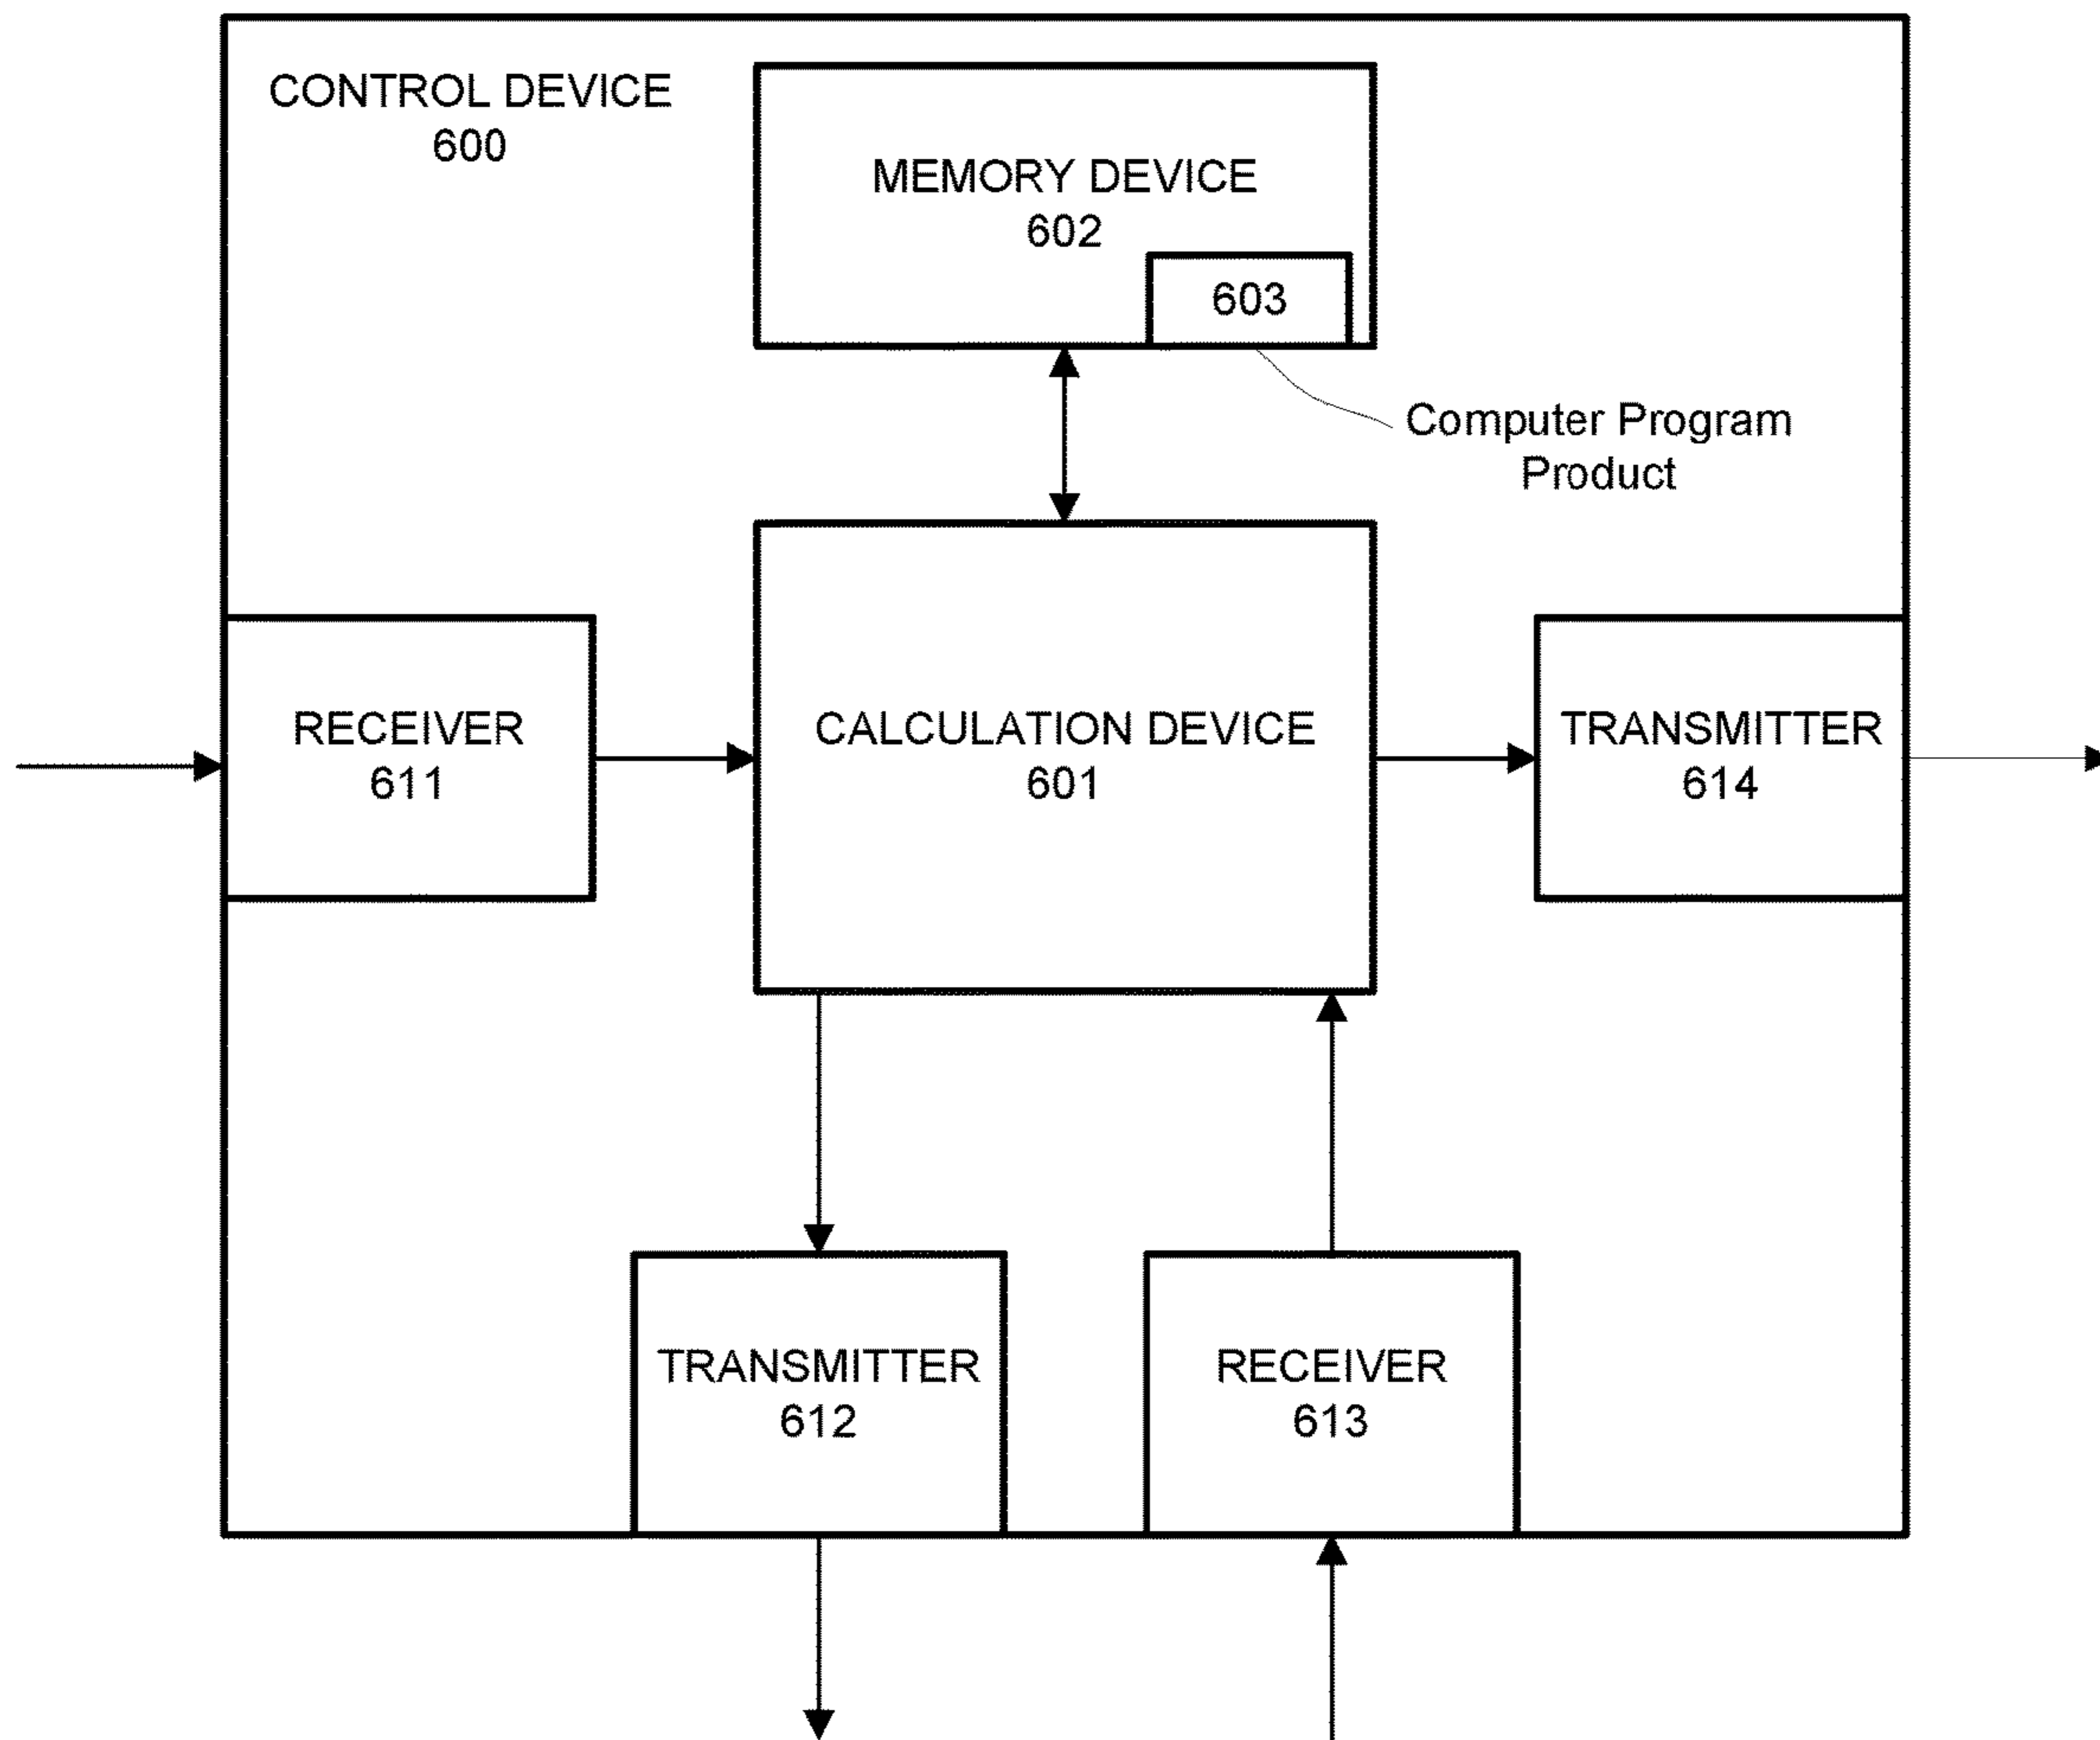 CONTROL DEVICE
600
MEMORY DEVICE
602
603
Computer Program
Product
RECEIVER
611
CALCULATION DEVICE
601
TRANSMITTER
614
TRANSMITTER
612
RECEIVER
613